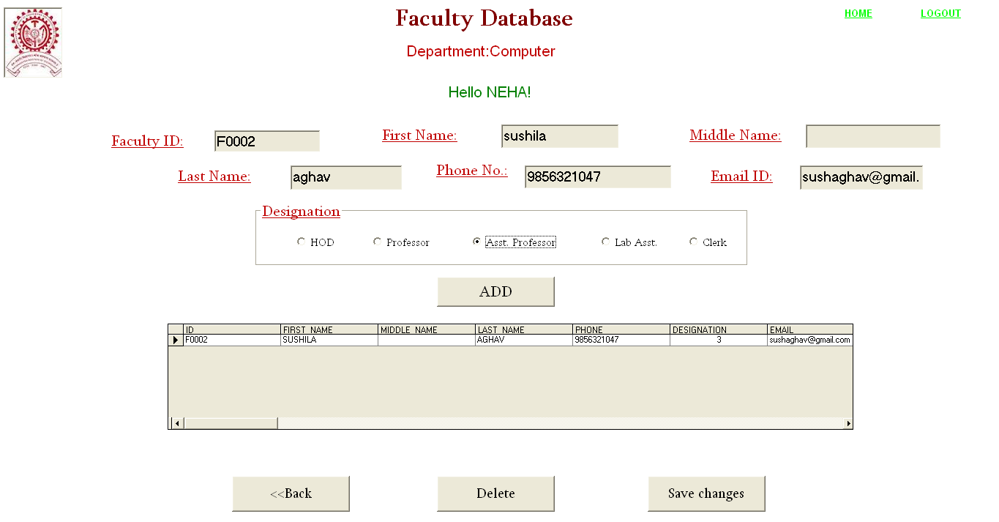 Faculty Database
HOME LOGOUT
Department:Computer
Hello NEHA!
Faculty ID: F0002 First Name: sushila Middle Name:
Last Name: aghav Phone No.: 9856321047 Email ID: sushaghav@gmail.
Designation
HOD Professor Asst. Professor Lab Asst. Clerk
ADD
ID FIRST_NAME MIDDLE_NAME LAST_NAME PHONE DESIGNATION EMAIL
F0002 SUSHILA AGHAV 9856321047 3 sushaghav@gmail.com
<<Back Delete Save changes